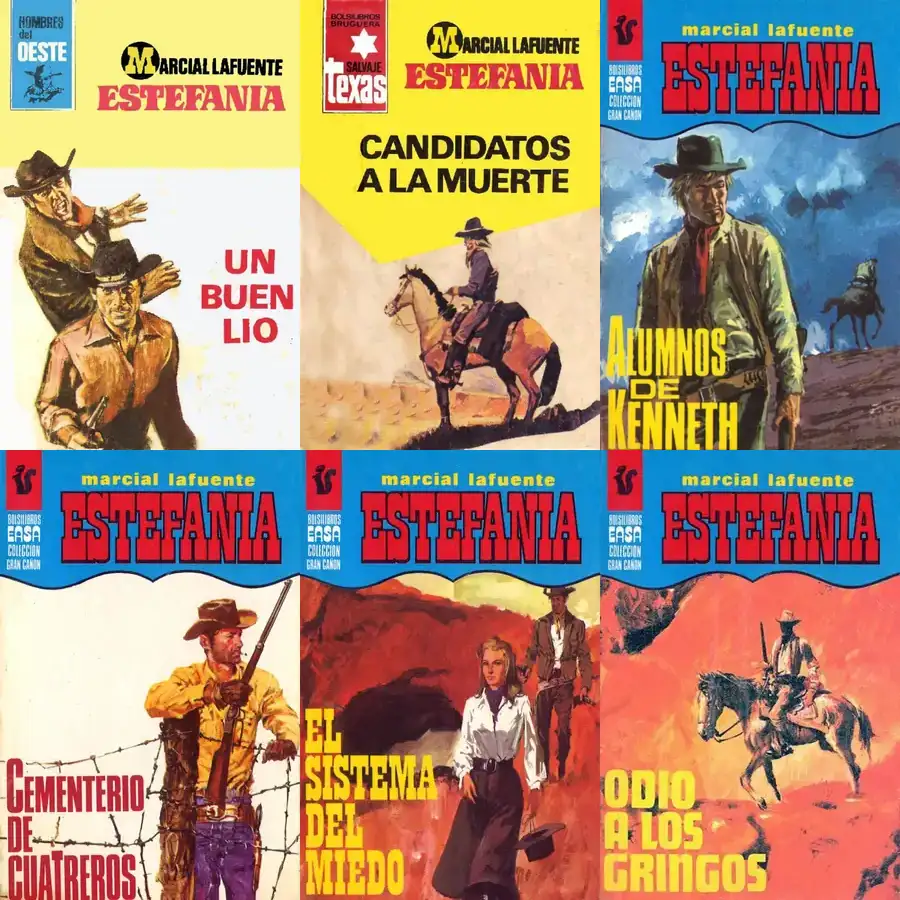 HOMBRES
del
OESTE
MARCIAL LAFUENTE
ESTEFANIA
UN
BUEN
LIO
BOLSILIBROS
BRUGUERA
SALVAJE
texas
MARCIAL LAFUENTE
ESTEFANIA
CANDIDATOS
A LA MUERTE
marcial lafuente
ESTEFANIA
BOLSILIBROS
EASA
COLECCION
GRAN CAÑON
ALUMNOS
DE
KENNETH
marcial lafuente
ESTEFANIA
BOLSILIBROS
EASA
COLECCION
GRAN CAÑON
CEMENTERIO
DE
CUATREROS
marcial lafuente
ESTEFANIA
BOLSILIBROS
EASA
COLECCION
GRAN CAÑON
EL
SISTEMA
DEL
MIEDO
marcial lafuente
ESTEFANIA
BOLSILIBROS
EASA
COLECCION
GRAN CAÑON
ODIO
A LOS
GRINGOS